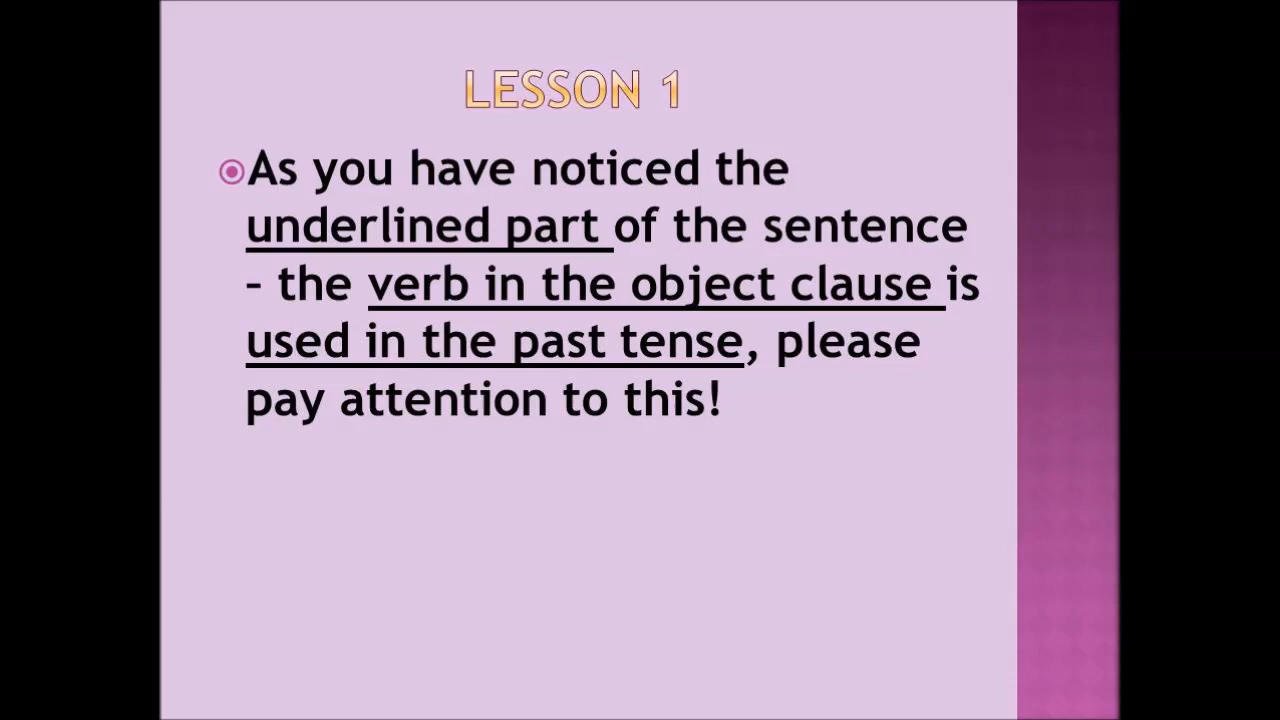 LESSON 1
As you have noticed the
underlined part of the sentence
– the verb in the object clause is
used in the past tense, please
pay attention to this!